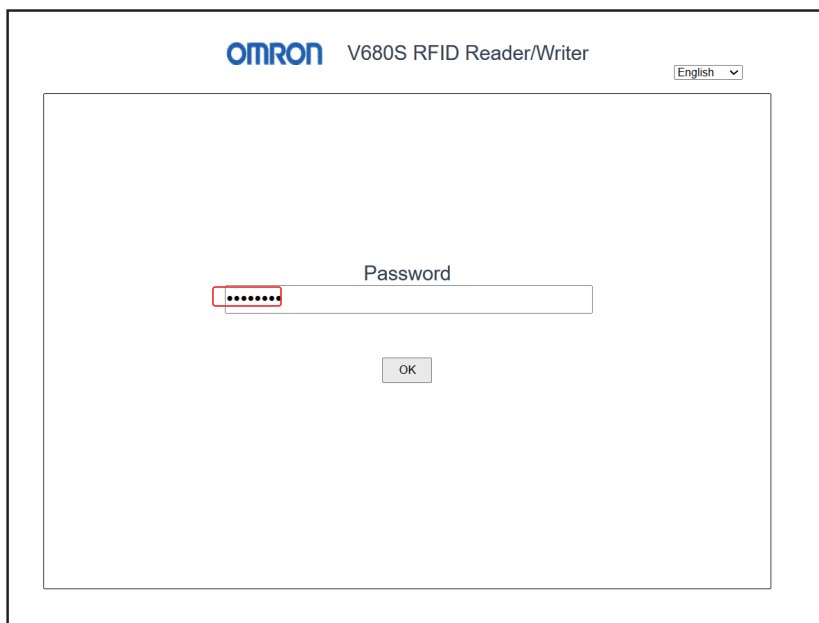 OMRON V680S RFID Reader/Writer
English
Password
••••••••
OK